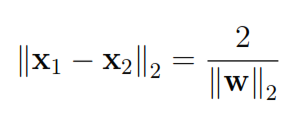 ‖𝐱₁ − 𝐱₂‖₂ = 2 / ‖𝐰‖₂